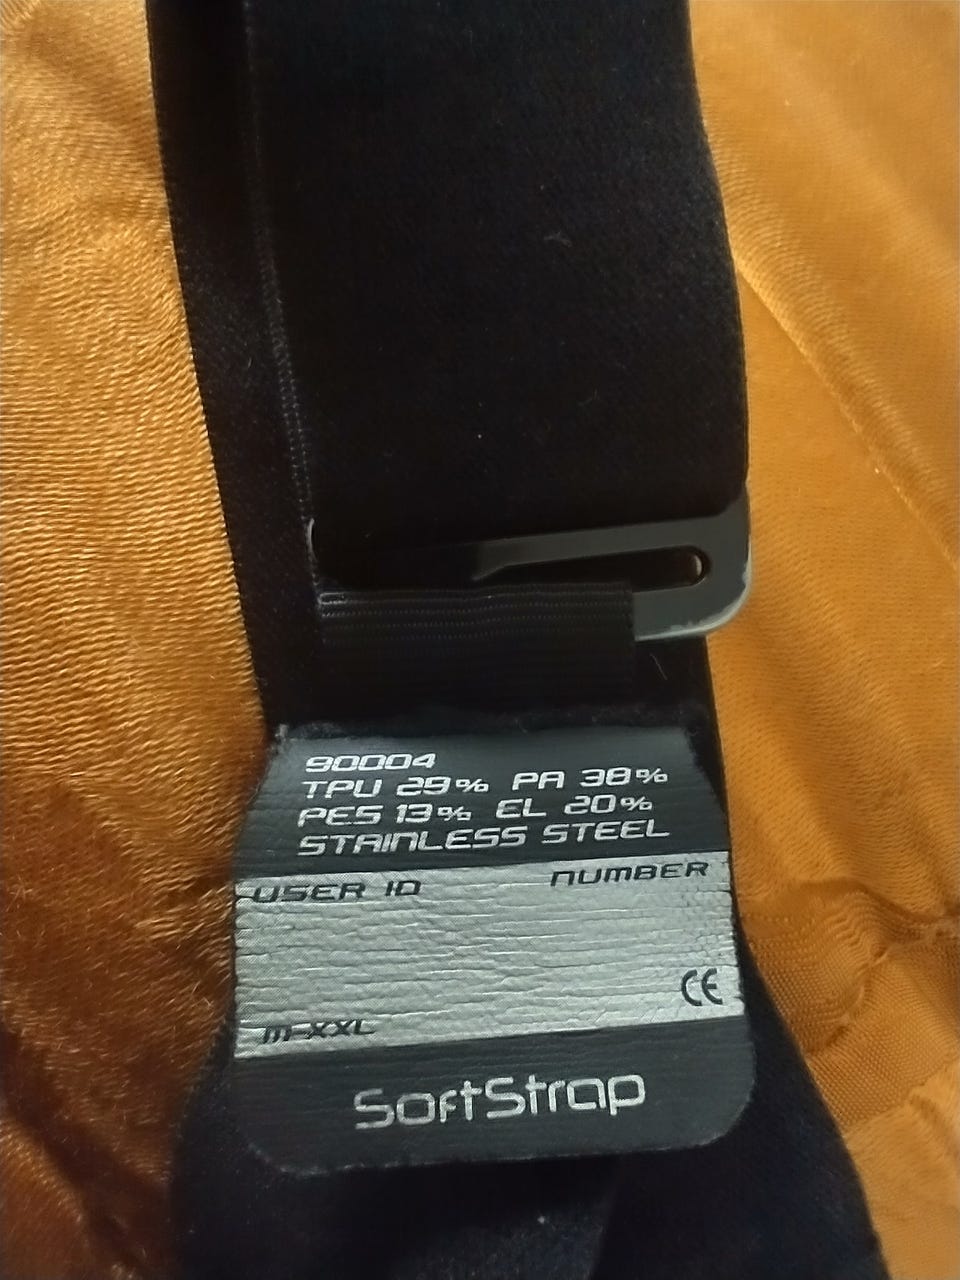 90004
TPU 29% PA 38%
PES 13% EL 20%
STAINLESS STEEL
USER ID NUMBER
CE
M-XXL
SoftStrap